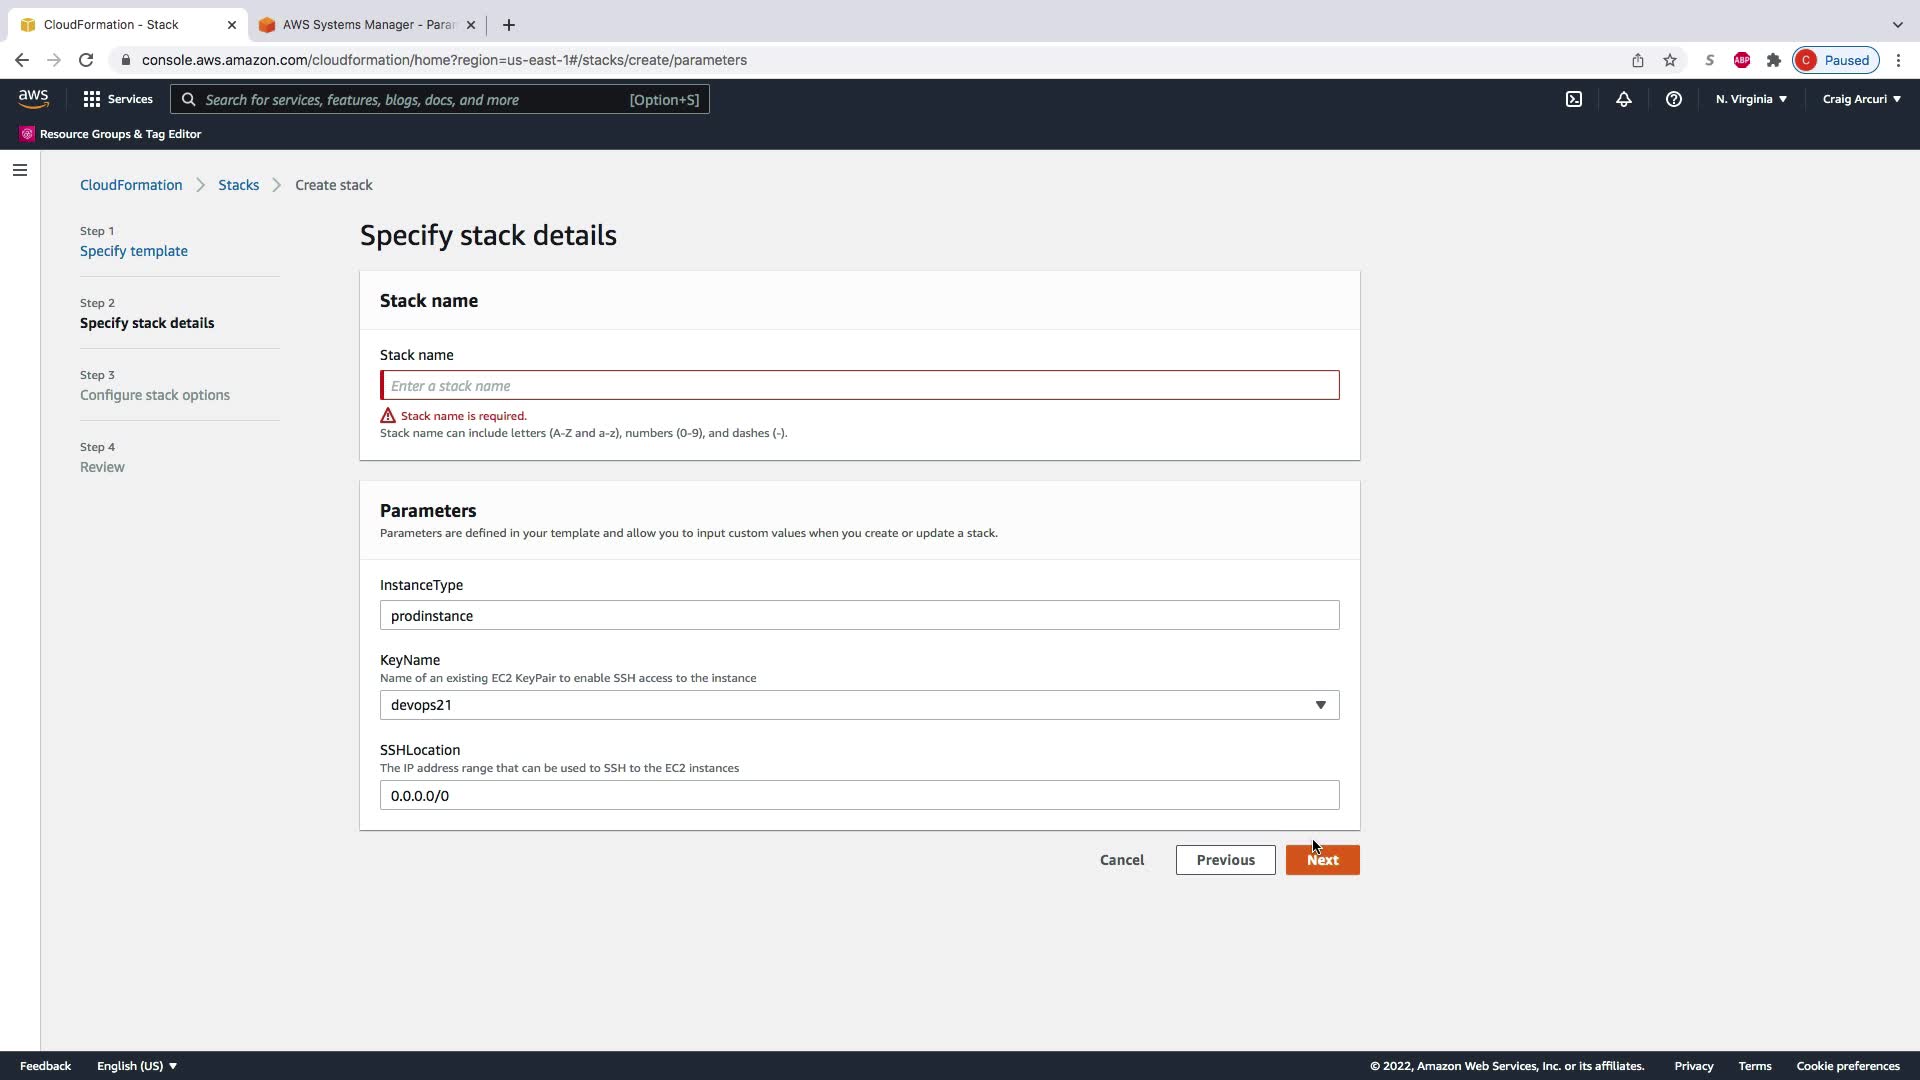 CloudFormation - Stack
AWS Systems Manager - Param
console.aws.amazon.com/cloudformation/home?region=us-east-1#/stacks/create/parameters
S
ABP
C
Paused
aws
Services
Search for services, features, blogs, docs, and more
[Option+S]
N. Virginia ▼
Craig Arcuri ▼
Resource Groups & Tag Editor
CloudFormation
Stacks
Create stack
Step 1
Specify template
Step 2
Specify stack details
Step 3
Configure stack options
Step 4
Review
Specify stack details
Stack name
Stack name
Enter a stack name
Stack name is required.
Stack name can include letters (A-Z and a-z), numbers (0-9), and dashes (-).
Parameters
Parameters are defined in your template and allow you to input custom values when you create or update a stack.
InstanceType
prodinstance
KeyName
Name of an existing EC2 KeyPair to enable SSH access to the instance
devops21
SSHLocation
The IP address range that can be used to SSH to the EC2 instances
0.0.0.0/0
Cancel
Previous
Next
Feedback
English (US) ▼
© 2022, Amazon Web Services, Inc. or its affiliates.
Privacy
Terms
Cookie preferences